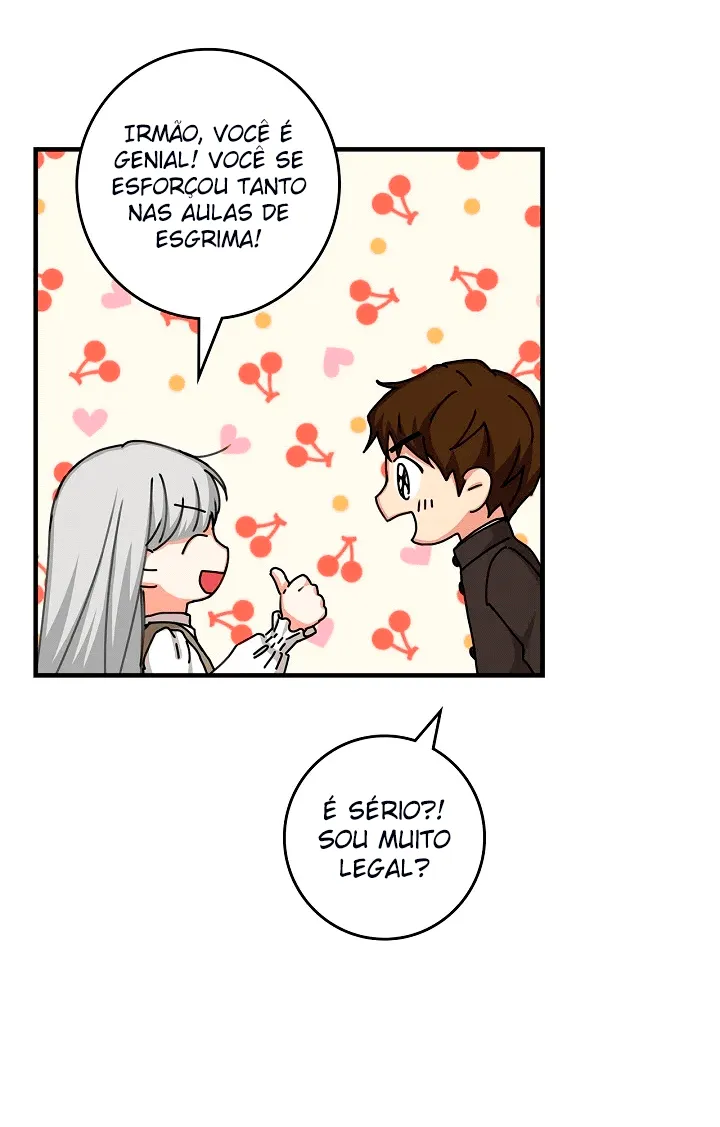 IRMÃO, VOCÊ É
GENIAL! VOCÊ SE
ESFORÇOU TANTO
NAS AULAS DE
ESGRIMA!
É SÉRIO?!
SOU MUITO
LEGAL?